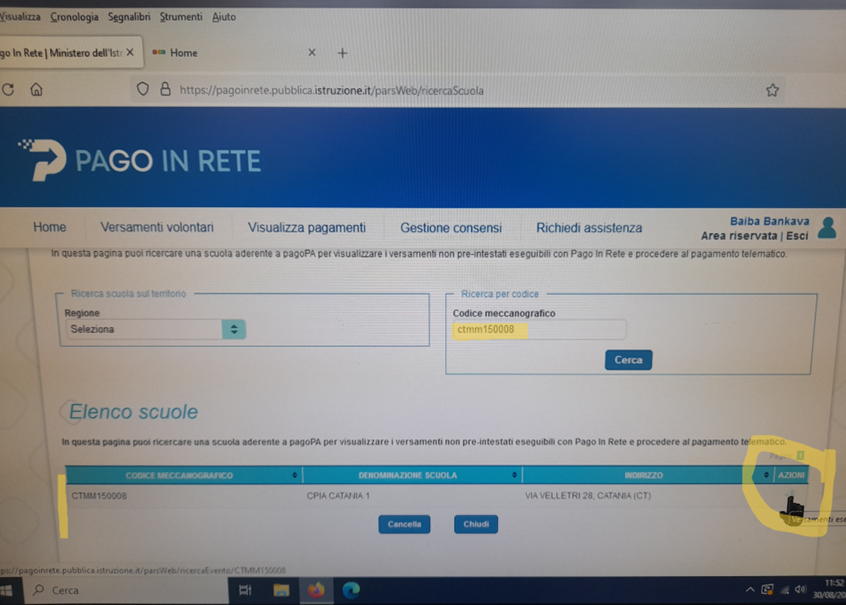 Visualizza Cronologia Segnalibri Strumenti Aiuto
go In Rete | Ministero dell'Istr Home
https://pagoinrete.pubblica.istruzione.it/parsWeb/ricercaScuola
PAGO IN RETE
Home Versamenti volontari Visualizza pagamenti Gestione consensi Richiedi assistenza
Baiba Bankava
Area riservata | Esci
In questa pagina puoi ricercare una scuola aderente a pagoPA per visualizzare i versamenti non pre-intestati eseguibili con Pago In Rete e procedere al pagamento telematico.
Ricerca scuola sul territorio
Regione
Seleziona
Ricerca per codice
Codice meccanografico
ctmm150008
Cerca
Elenco scuole
In questa pagina puoi ricercare una scuola aderente a pagoPA per visualizzare i versamenti non pre-intestati eseguibili con Pago In Rete e procedere al pagamento telematico.
1
CODICE MECCANOGRAFICO DENOMINAZIONE SCUOLA INDIRIZZO AZIONI
CTMM150008 CPIA CATANIA 1 VIA VELLETRI 28, CATANIA (CT)
Versamenti ese
Cancella Chiudi
ps://pagoinrete.pubblica.istruzione.it/parsWeb/ricercaEvento/CTMM150008
Cerca
11:52
30/08/20